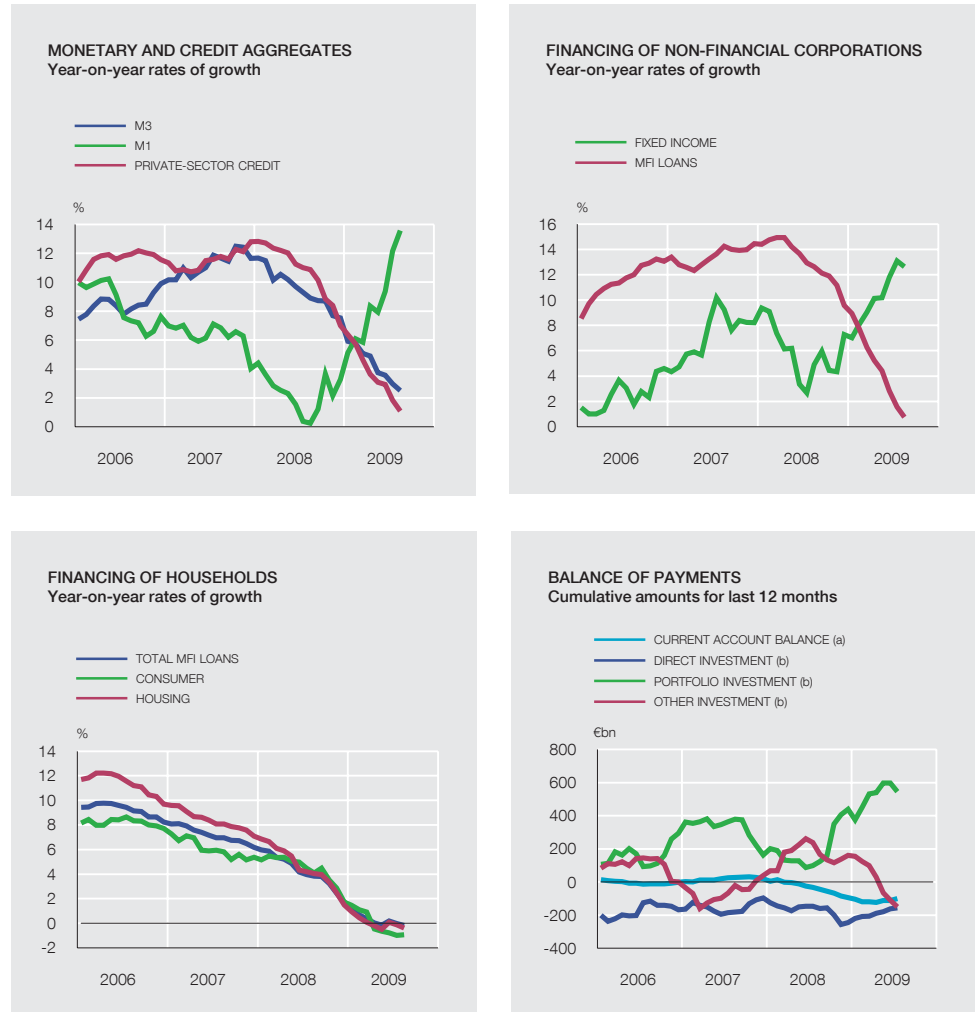 MONETARY AND CREDIT AGGREGATES
Year-on-year rates of growth
M3
M1
PRIVATE-SECTOR CREDIT
%
14
12
10
8
6
4
2
0
2006 2007 2008 2009
FINANCING OF NON-FINANCIAL CORPORATIONS
Year-on-year rates of growth
FIXED INCOME
MFI LOANS
%
16
14
12
10
8
6
4
2
0
2006 2007 2008 2009
FINANCING OF HOUSEHOLDS
Year-on-year rates of growth
TOTAL MFI LOANS
CONSUMER
HOUSING
%
14
12
10
8
6
4
2
0
-2
2006 2007 2008 2009
BALANCE OF PAYMENTS
Cumulative amounts for last 12 months
CURRENT ACCOUNT BALANCE (a)
DIRECT INVESTMENT (b)
PORTFOLIO INVESTMENT (b)
OTHER INVESTMENT (b)
€bn
800
600
400
200
0
-200
-400
2006 2007 2008 2009